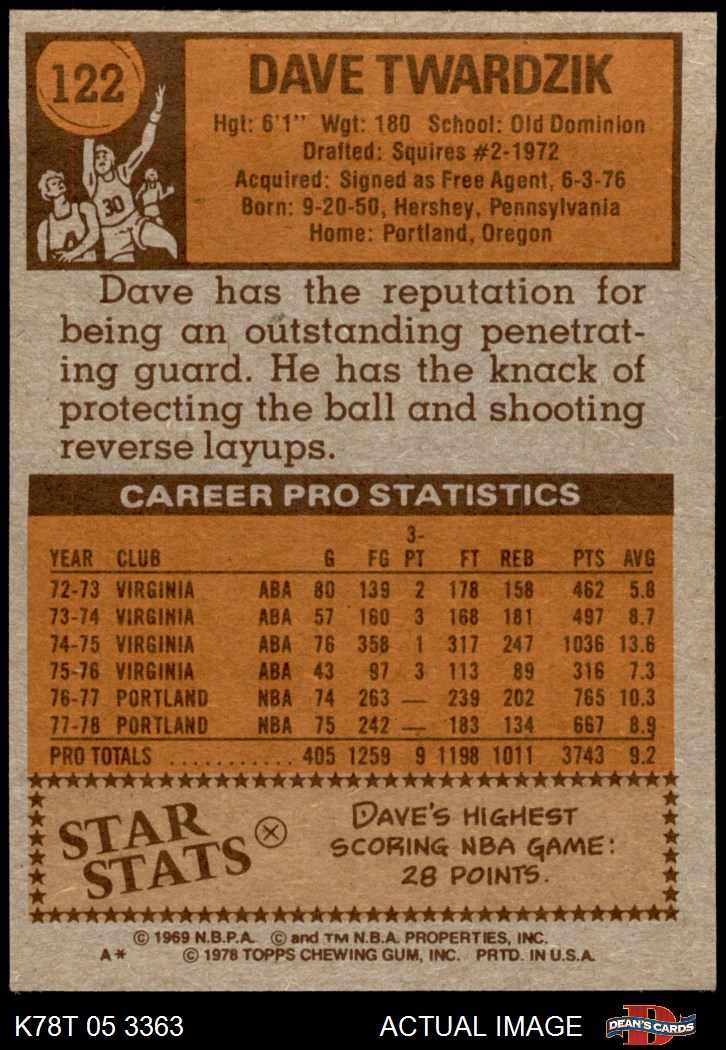 122
DAVE TWARDZIK
Hgt: 6'1" Wgt: 180 School: Old Dominion
Drafted: Squires #2-1972
Acquired: Signed as Free Agent, 6-3-76
Born: 9-20-50, Hershey, Pennsylvania
Home: Portland, Oregon
30
Dave has the reputation for
being an outstanding penetrat-
ing guard. He has the knack of
protecting the ball and shooting
reverse layups.
CAREER PRO STATISTICS
YEAR CLUB G FG 3-PT FT REB PTS AVG
72-73 VIRGINIA ABA 80 139 2 178 158 462 5.8
73-74 VIRGINIA ABA 57 160 3 168 181 497 8.7
74-75 VIRGINIA ABA 76 358 1 317 247 1036 13.6
75-76 VIRGINIA ABA 43 97 3 113 89 316 7.3
76-77 PORTLAND NBA 74 263 — 239 202 765 10.3
77-78 PORTLAND NBA 75 242 — 183 134 667 8.9
PRO TOTALS ........... 405 1259 9 1198 1011 3743 9.2
STAR
STATS
DAVE'S HIGHEST
SCORING NBA GAME:
28 POINTS.
© 1969 N.B.P.A. © and TM N.B.A. PROPERTIES, INC.
A* © 1978 TOPPS CHEWING GUM, INC. PRTD. IN U.S.A.
K78T 05 3363 ACTUAL IMAGE D DEAN'S CARDS